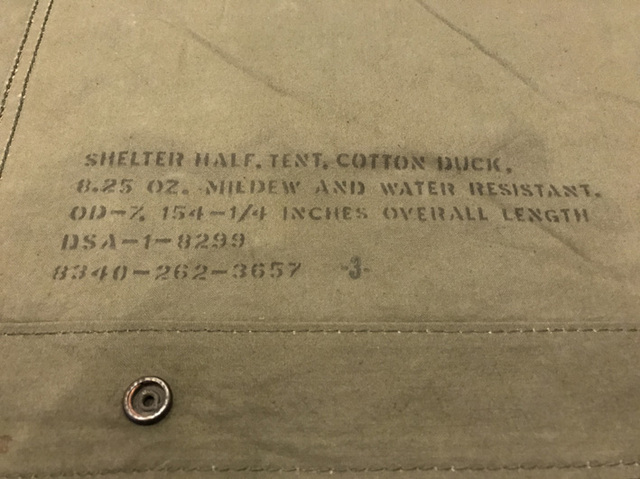 SHELTER HALF, TENT, COTTON DUCK,
8.25 OZ. MILDEW AND WATER RESISTANT.
OD-7, 154-1/4 INCHES OVERALL LENGTH
DSA-1-8299
8340-262-3657 -3-